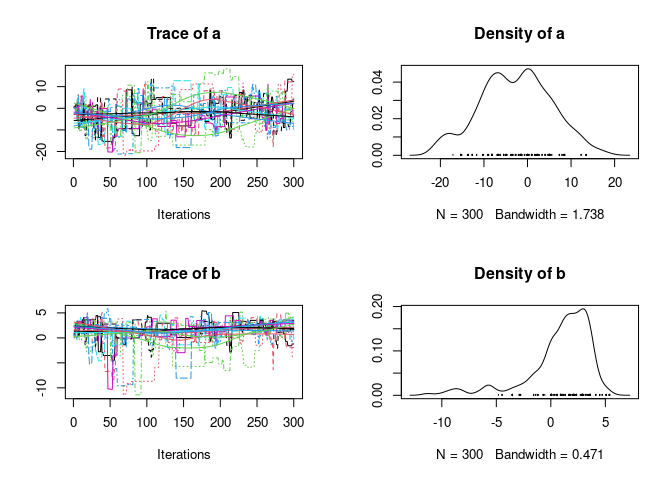 Trace of a
10
0
-20
0 50 100 150 200 250 300
Iterations
Density of a
0.04
0.02
0.00
-20 -10 0 10 20
N = 300 Bandwidth = 1.738
Trace of b
5
0
-10
0 50 100 150 200 250 300
Iterations
Density of b
0.20
0.10
0.00
-10 -5 0 5
N = 300 Bandwidth = 0.471